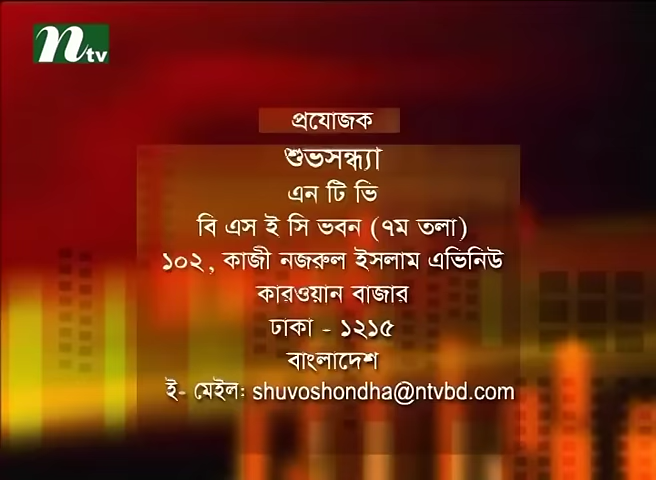 ntv
প্রযোজক
শুভসন্ধ্যা
এন টি ভি
বি এস ই সি ভবন (৭ম তলা)
১০২, কাজী নজরুল ইসলাম এভিনিউ
কারওয়ান বাজার
ঢাকা - ১২১৫
বাংলাদেশ
ই- মেইল: shuvoshondha@ntvbd.com